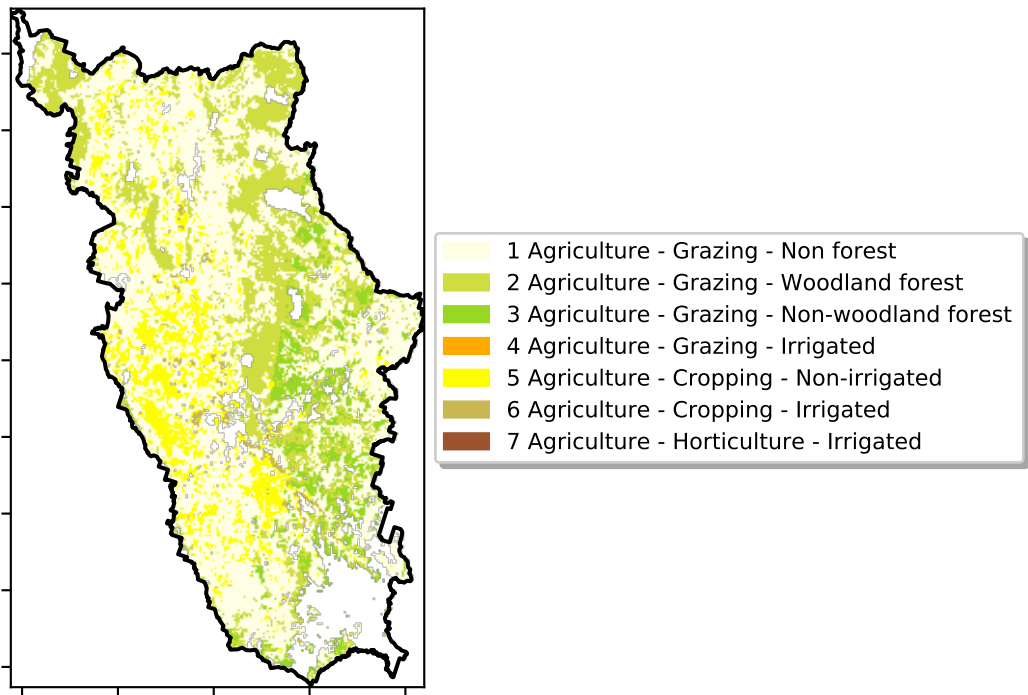 1 Agriculture - Grazing - Non forest
2 Agriculture - Grazing - Woodland forest
3 Agriculture - Grazing - Non-woodland forest
4 Agriculture - Grazing - Irrigated
5 Agriculture - Cropping - Non-irrigated
6 Agriculture - Cropping - Irrigated
7 Agriculture - Horticulture - Irrigated